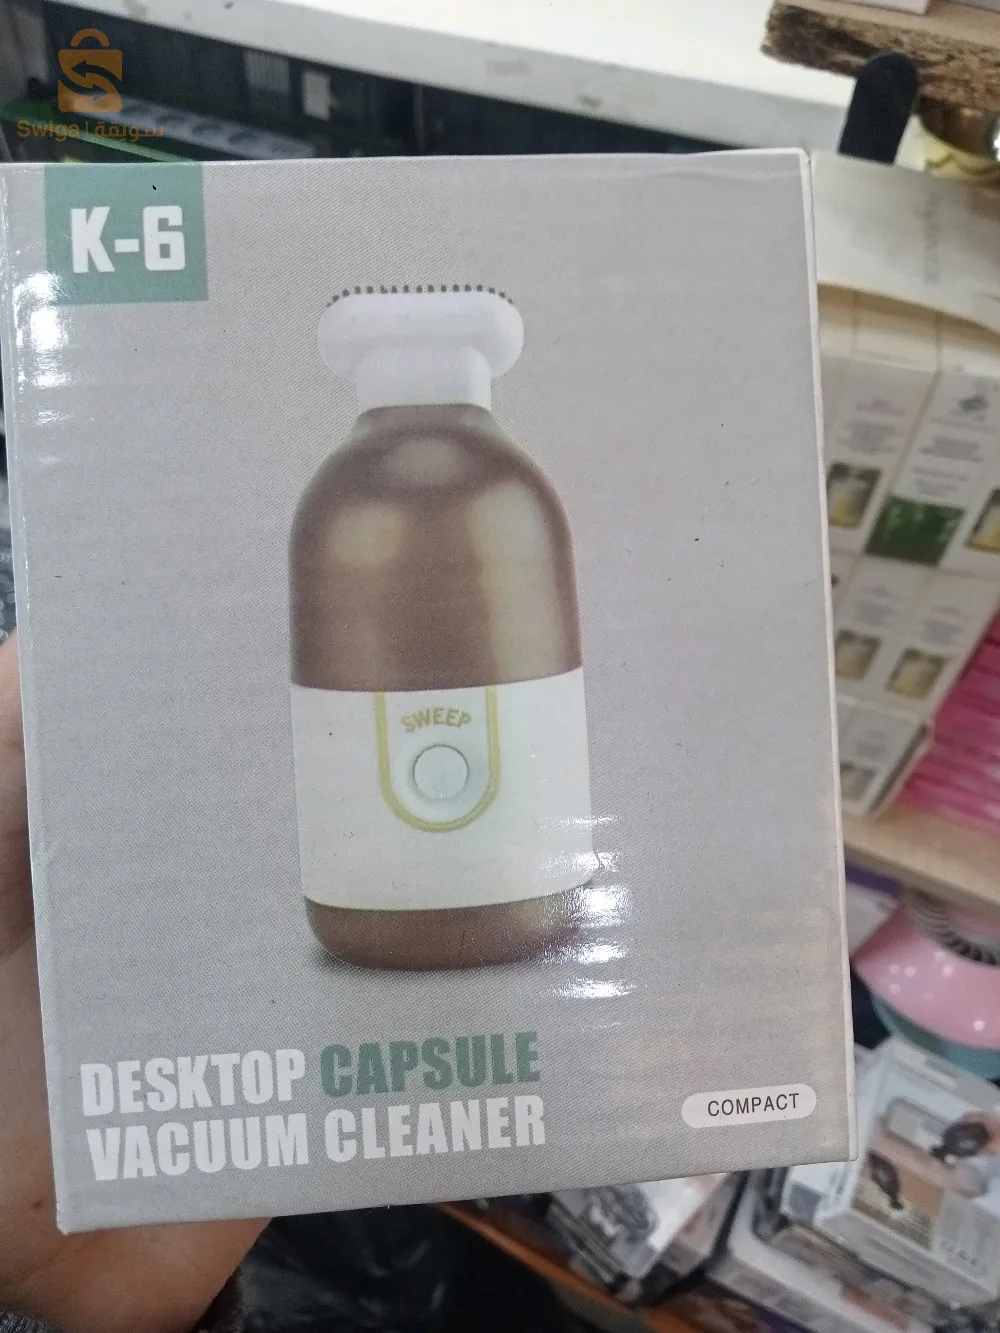 Swiga | سويقة
K-6
SWEEP
DESKTOP CAPSULE
VACUUM CLEANER
COMPACT